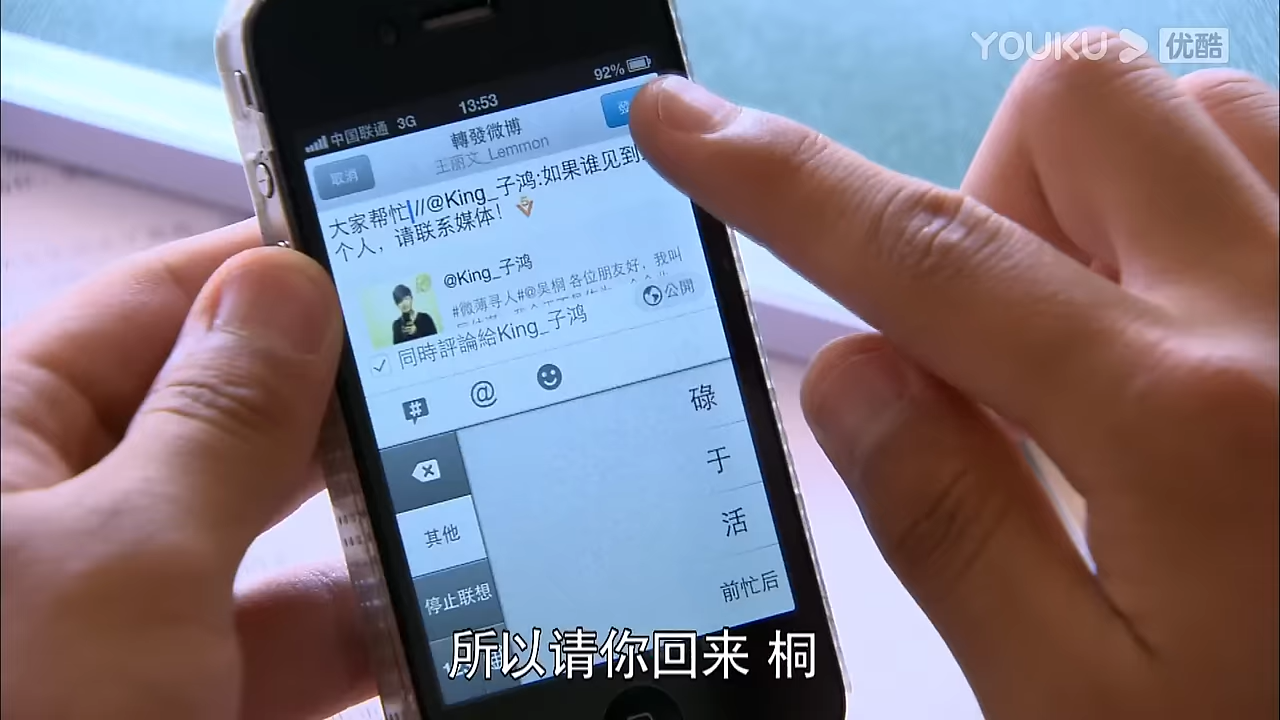 YOUKU 优酷
中国联通 3G 13:53 92%
取消
轉發微博
發
王丽文_Lemmon
大家帮忙//@King_子鸿:如果谁见到
个人，请联系媒体！
@King_子鸿
#微薄寻人#@吴桐 各位朋友好，我叫
公開
同時評論給King_子鸿
#
@
碌
于
其他
活
停止联想
前忙后
所以请你回来 桐